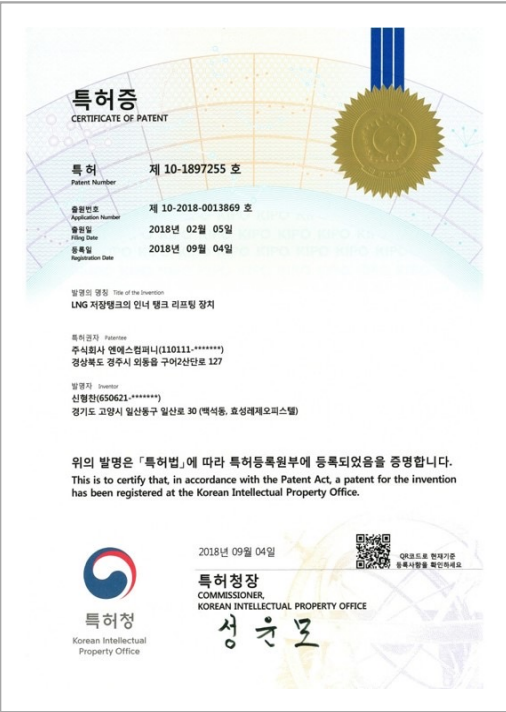 특허증
CERTIFICATE OF PATENT
특허 제 10-1897255 호
Patent Number
출원번호 제 10-2018-0013869 호
Application Number
출원일 2018년 02월 05일
Filing Date
등록일 2018년 09월 04일
Registration Date
발명의 명칭 Title of the Invention
LNG 저장탱크의 인너 탱크 리프팅 장치
특허권자 Patentee
주식회사 엔에스컴퍼니(110111-*******)
경상북도 경주시 외동읍 구어2산단로 127
발명자 Inventor
신형찬(650621-*******)
경기도 고양시 일산동구 일산로 30 (백석동, 효성레제오피스텔)
위의 발명은 「특허법」에 따라 특허등록원부에 등록되었음을 증명합니다.
This is to certify that, in accordance with the Patent Act, a patent for the invention
has been registered at the Korean Intellectual Property Office.
2018년 09월 04일
QR코드로 현재기준
등록사항을 확인하세요
특허청장
COMMISSIONER,
KOREAN INTELLECTUAL PROPERTY OFFICE
성윤모
특허청
Korean Intellectual
Property Office